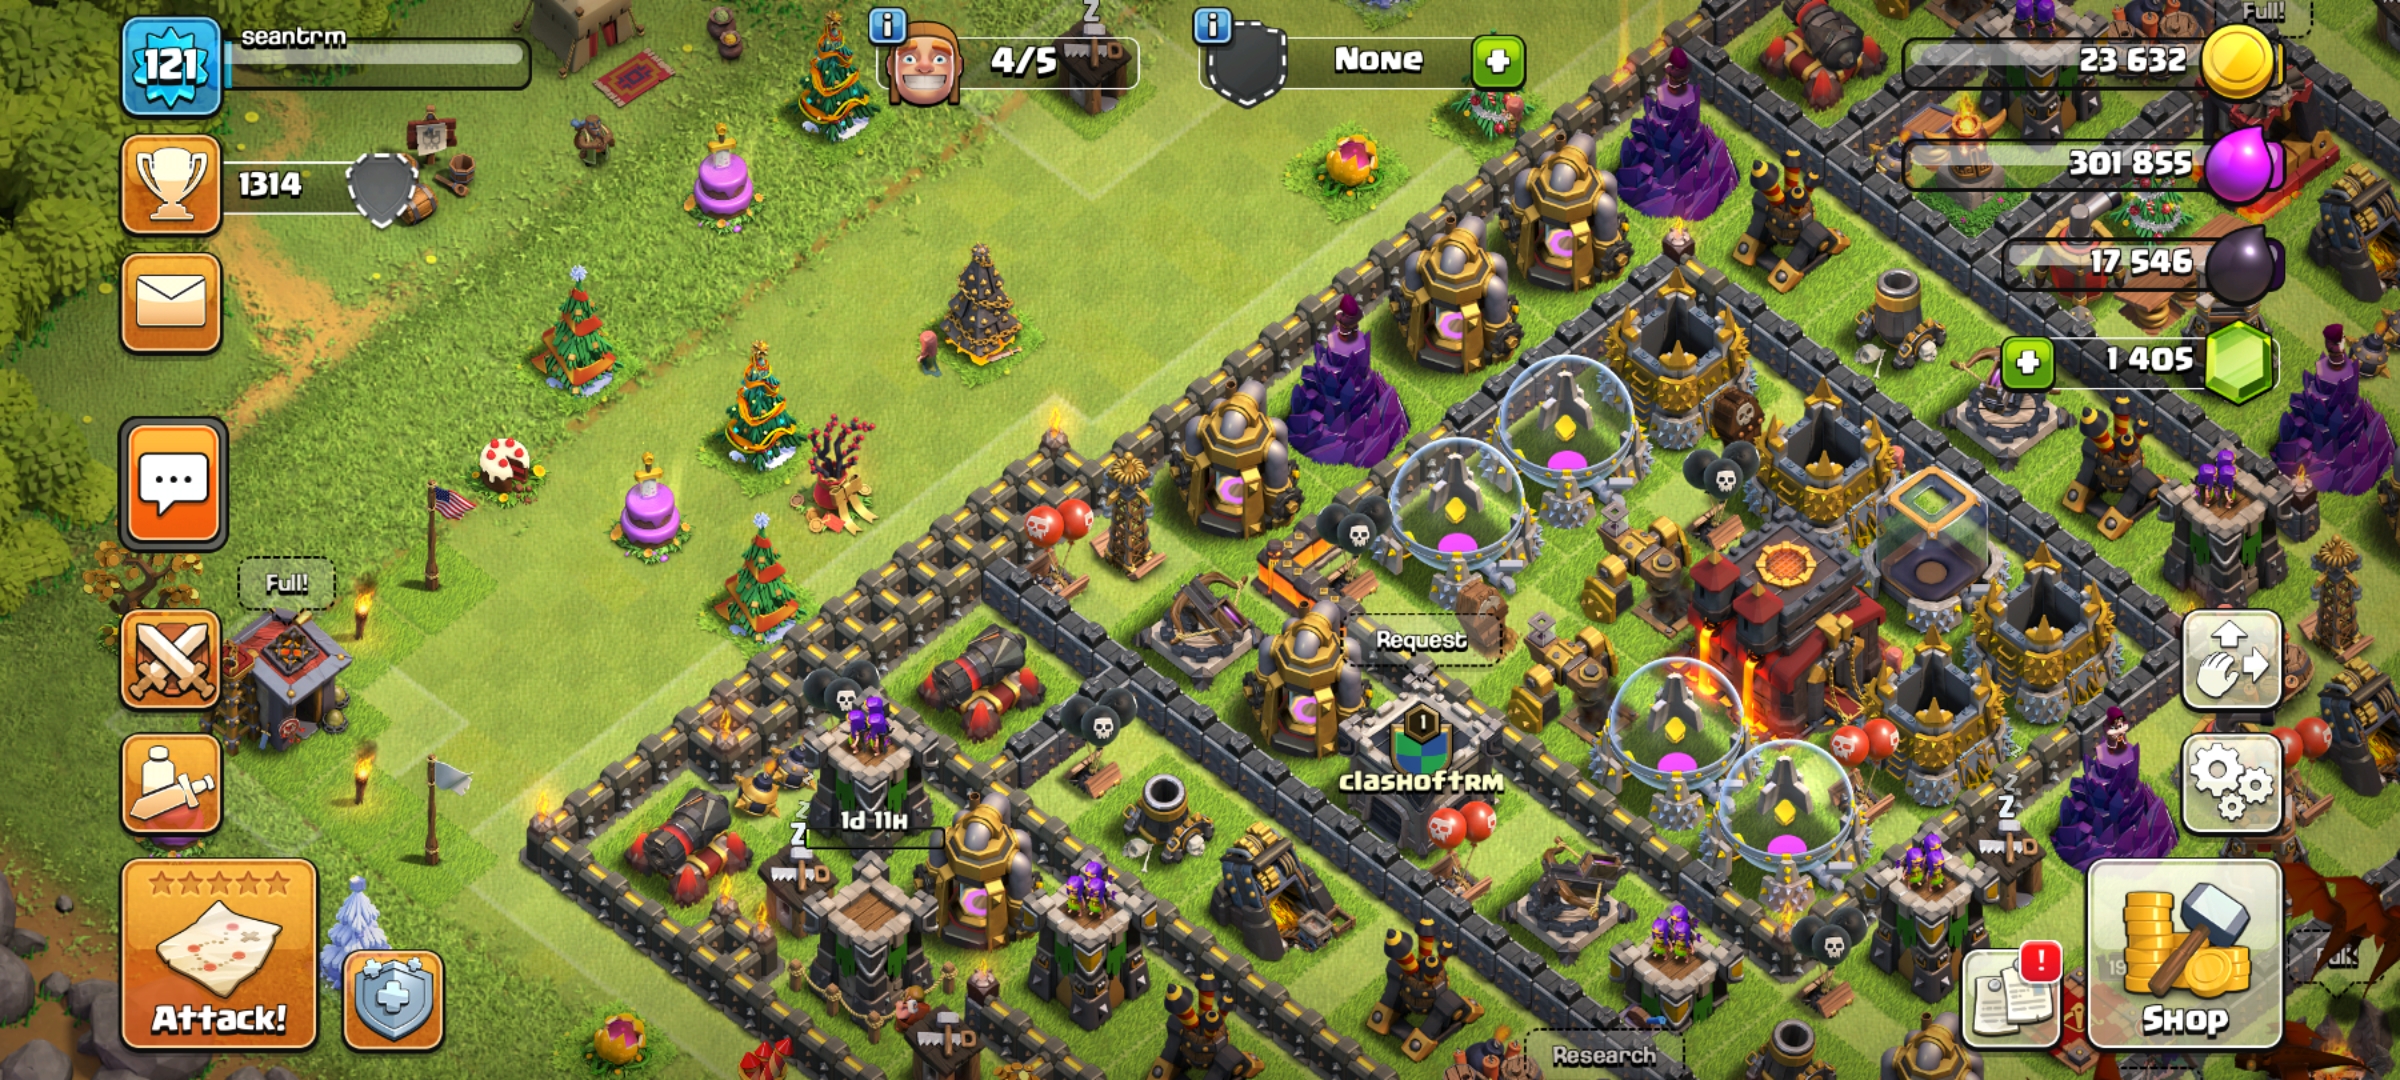 121
seantrm
4/5
None
Full!
23 632
1314
301 855
17 546
1 405
Full!
Request
1
clashoftrm
1d 11H
Z
Z
Z
Attack!
Shop
Research